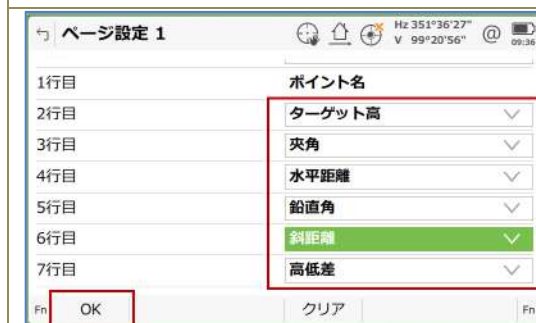 ページ設定 1 Hz 351°36'27" V 99°20'56" @ 09:36
1行目 ポイント名
2行目 ターゲット高
3行目 夾角
4行目 水平距離
5行目 鉛直角
6行目 斜距離
7行目 高低差
Fn OK クリア Fn